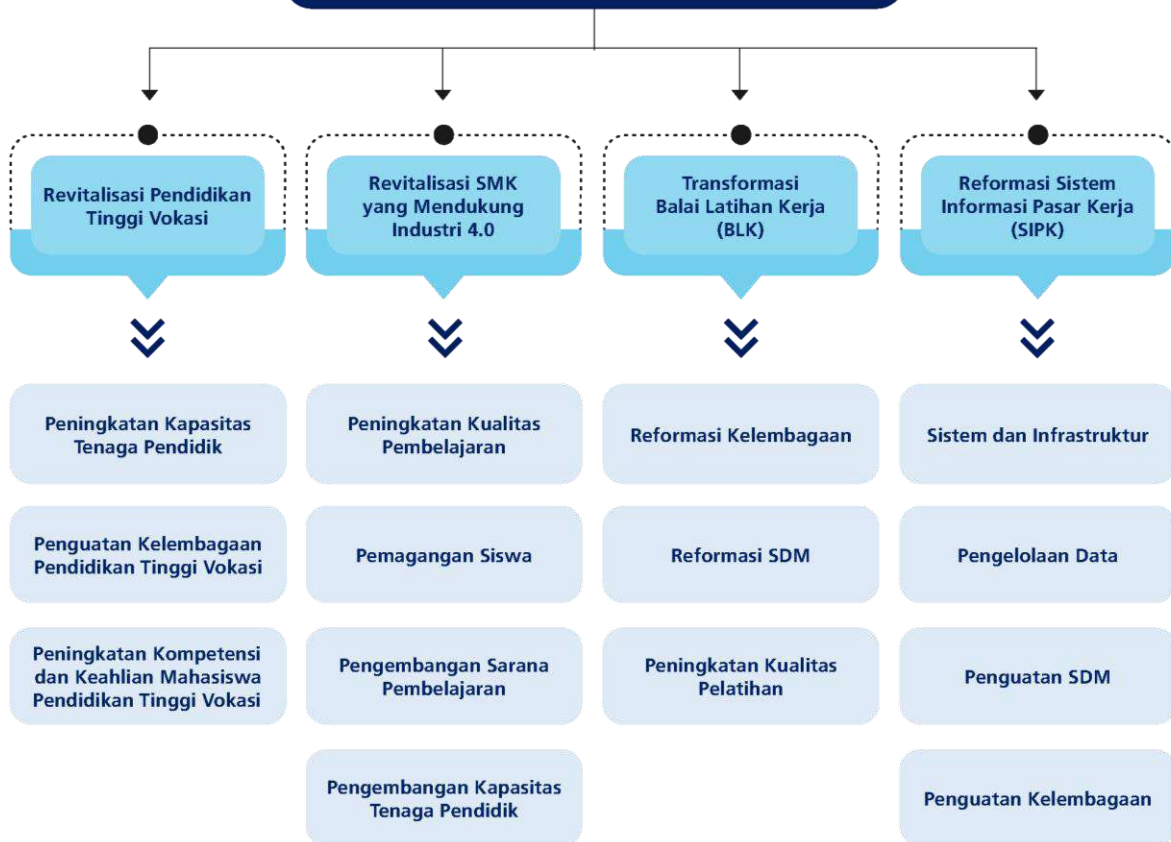 Revitalisasi Pendidikan
Tinggi Vokasi
Revitalisasi SMK
yang Mendukung
Industri 4.0
Transformasi
Balai Latihan Kerja
(BLK)
Reformasi Sistem
Informasi Pasar Kerja
(SIPK)
Peningkatan Kapasitas
Tenaga Pendidik
Peningkatan Kualitas
Pembelajaran
Reformasi Kelembagaan
Sistem dan Infrastruktur
Penguatan Kelembagaan
Pendidikan Tinggi Vokasi
Pemagangan Siswa
Reformasi SDM
Pengelolaan Data
Peningkatan Kompetensi
dan Keahlian Mahasiswa
Pendidikan Tinggi Vokasi
Pengembangan Sarana
Pembelajaran
Peningkatan Kualitas
Pelatihan
Penguatan SDM
Pengembangan Kapasitas
Tenaga Pendidik
Penguatan Kelembagaan